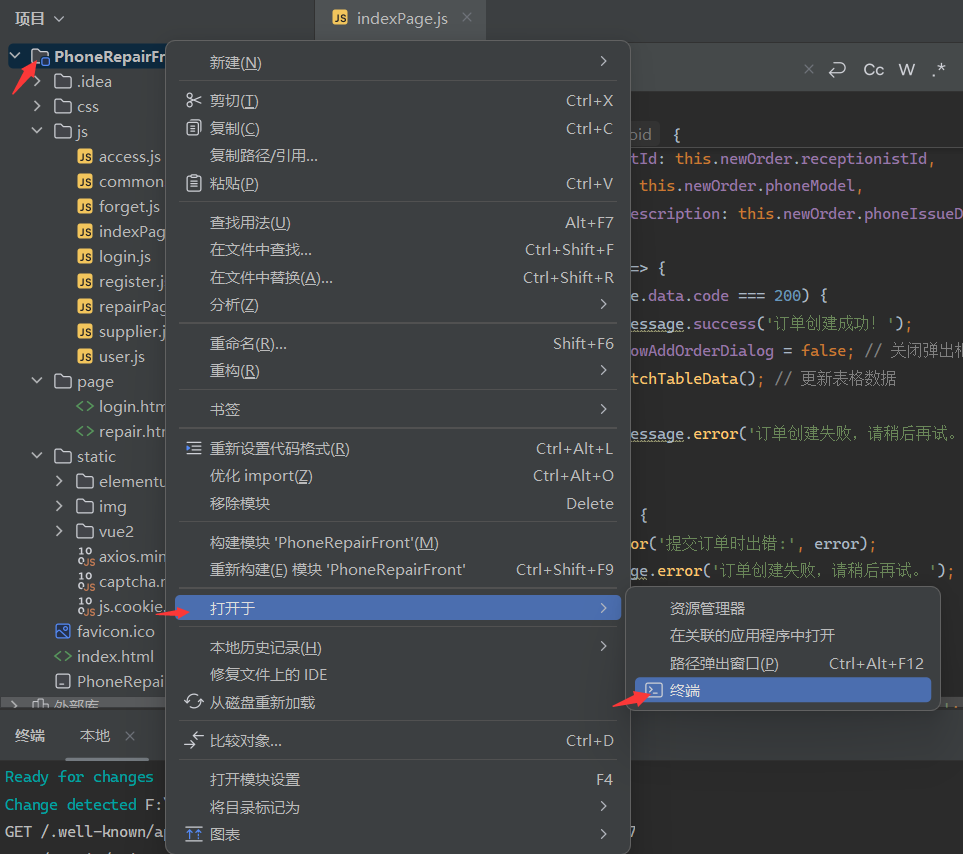 项目
indexPage.js
PhoneRepairFr
.idea
css
js
access.js
common
forget.js
indexPag
login.js
register.j
repairPag
supplier.j
user.js
page
login.htm
repair.htm
static
elementu
img
vue2
axios.min
captcha.r
js.cookie.
favicon.ico
index.html
PhoneRepai
外部库
新建(N)
剪切(T) Ctrl+X
复制(C) Ctrl+C
复制路径/引用...
粘贴(P) Ctrl+V
查找用法(U) Alt+F7
在文件中查找... Ctrl+Shift+F
在文件中替换(A)... Ctrl+Shift+R
分析(Z)
重命名(R)... Shift+F6
重构(R)
书签
重新设置代码格式(R) Ctrl+Alt+L
优化 import(Z) Ctrl+Alt+O
移除模块 Delete
构建模块 'PhoneRepairFront'(M)
重新构建(E) 模块 'PhoneRepairFront' Ctrl+Shift+F9
打开于
本地历史记录(H)
修复文件上的 IDE
从磁盘重新加载
比较对象... Ctrl+D
打开模块设置 F4
将目录标记为
图表
资源管理器
在关联的应用程序中打开
路径弹出窗口(P) Ctrl+Alt+F12
终端
Cc W .*
oid {
tId: this.newOrder.receptionistId,
this.newOrder.phoneModel,
escription: this.newOrder.phoneIssueD
=> {
e.data.code === 200) {
essage.success('订单创建成功! ');
owAddOrderDialog = false; // 关闭弹出框
tchTableData(); // 更新表格数据
essage.error('订单创建失败，请稍后再试。
{
or('提交订单时出错:', error);
ge.error('订单创建失败，请稍后再试。');
终端 本地
Ready for changes
Change detected F:\
GET /.well-known/ap 7